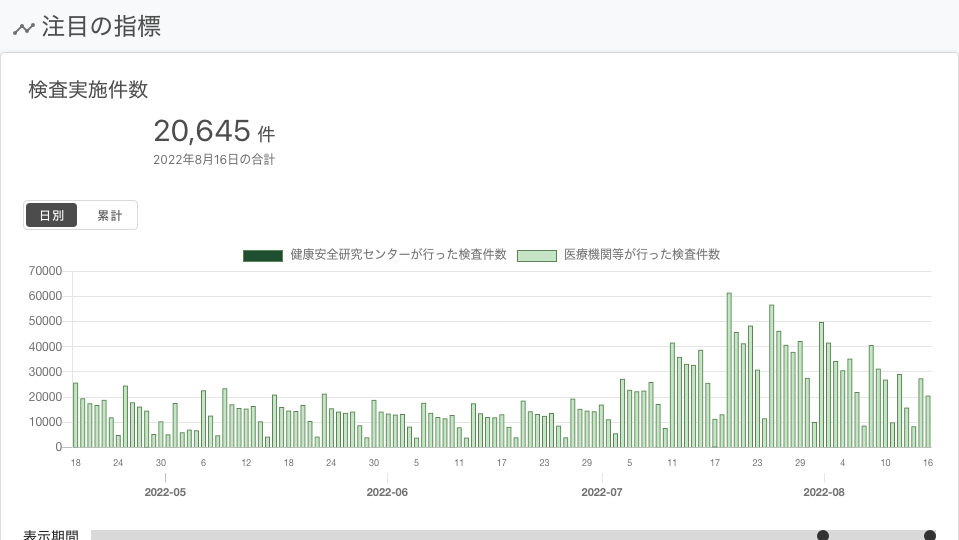 注目の指標
検査実施件数
20,645 件
2022年8月16日の合計
日別 累計
健康安全研究センターが行った検査件数 医療機関等が行った検査件数
70000
60000
50000
40000
30000
20000
10000
0
18 24 30 6 12 18 24 30 5 11 17 23 29 5 11 17 23 29 4 10 16
2022-05 2022-06 2022-07 2022-08
表示期間